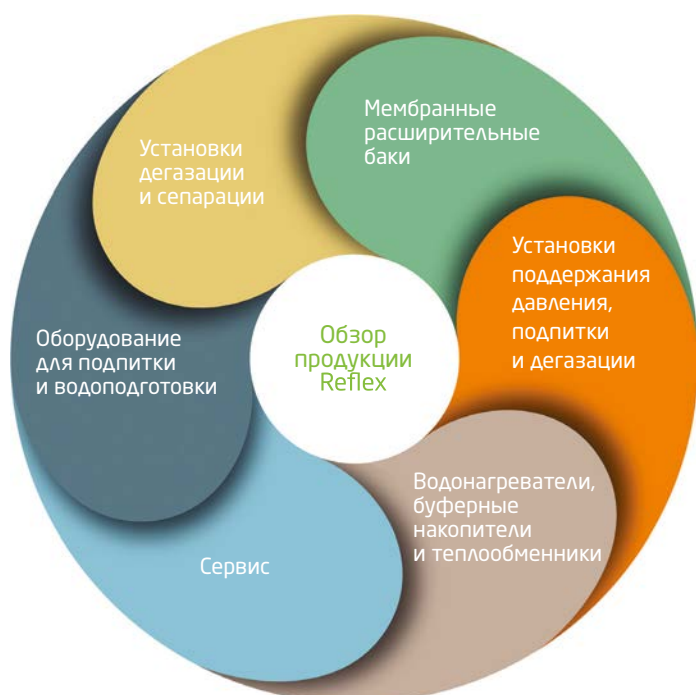 Мембранные
расширительные
баки
Установки
поддержания
давления,
подпитки
и дегазации
Водонагреватели,
буферные
накопители
и теплообменники
Сервис
Оборудование
для подпитки
и водоподготовки
Установки
дегазации
и сепарации
Обзор
продукции
Reflex